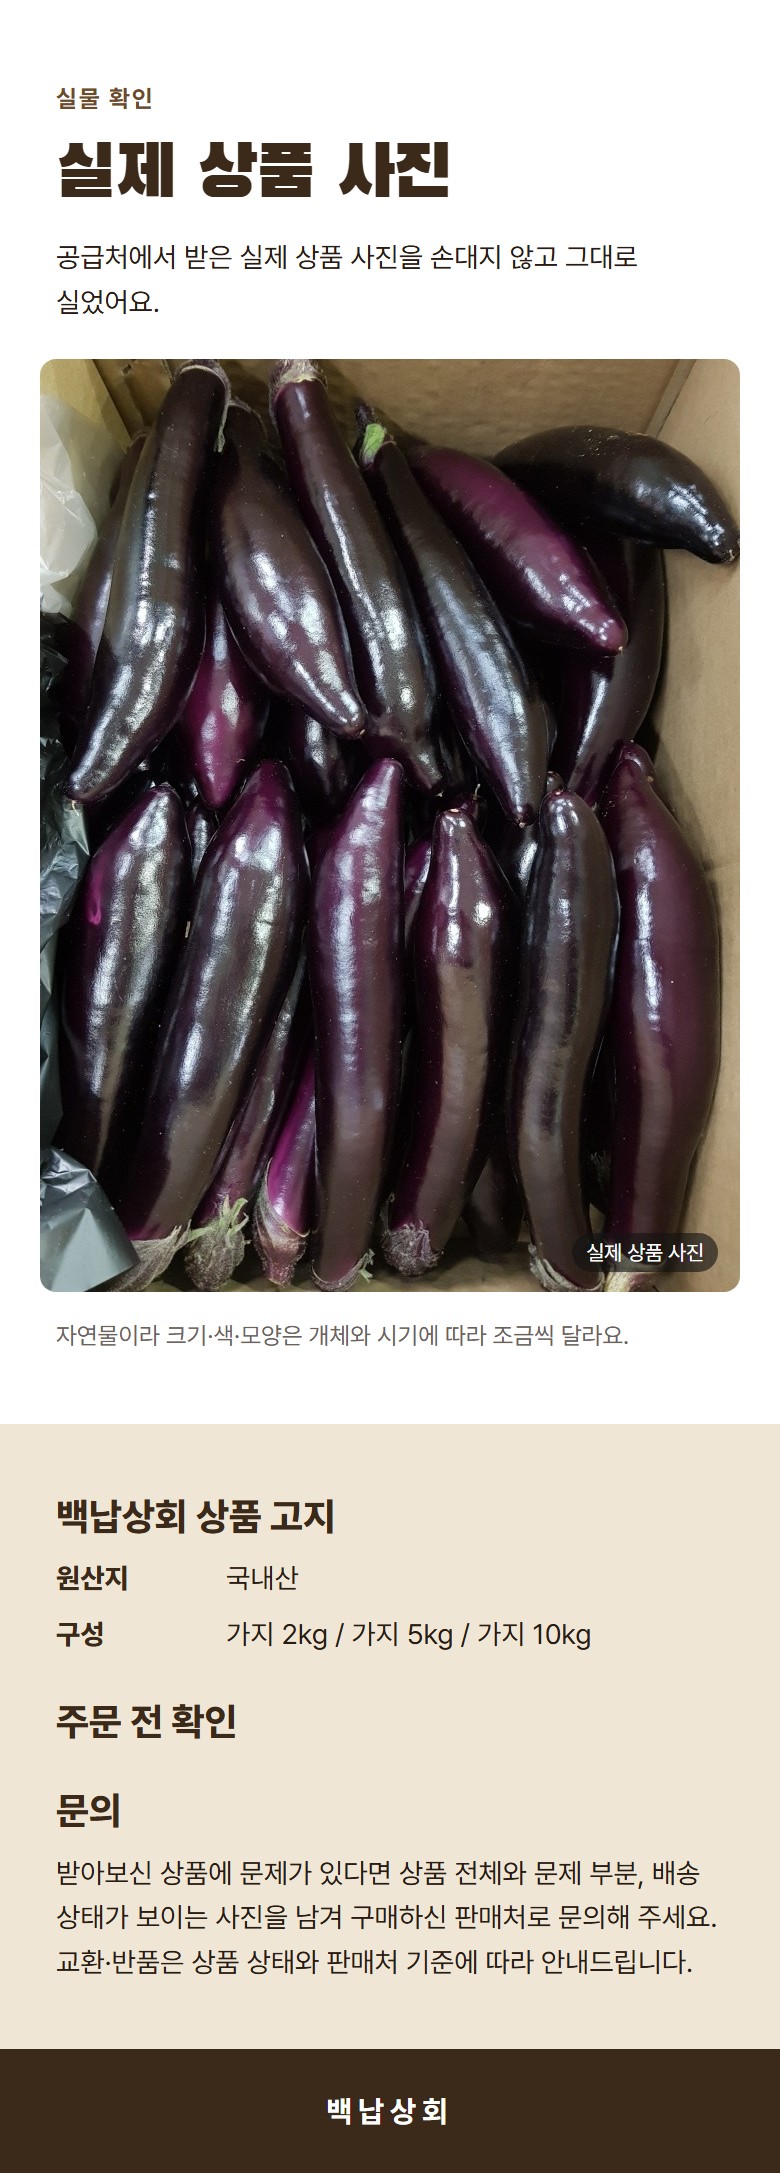 실물 확인
실제 상품 사진
공급처에서 받은 실제 상품 사진을 손대지 않고 그대로
실었어요.
실제 상품 사진
자연물이라 크기·색·모양은 개체와 시기에 따라 조금씩 달라요.
백납상회 상품 고지
원산지 국내산
구성 가지 2kg / 가지 5kg / 가지 10kg
주문 전 확인
문의
받아보신 상품에 문제가 있다면 상품 전체와 문제 부분, 배송
상태가 보이는 사진을 남겨 구매하신 판매처로 문의해 주세요.
교환·반품은 상품 상태와 판매처 기준에 따라 안내드립니다.
백납상회